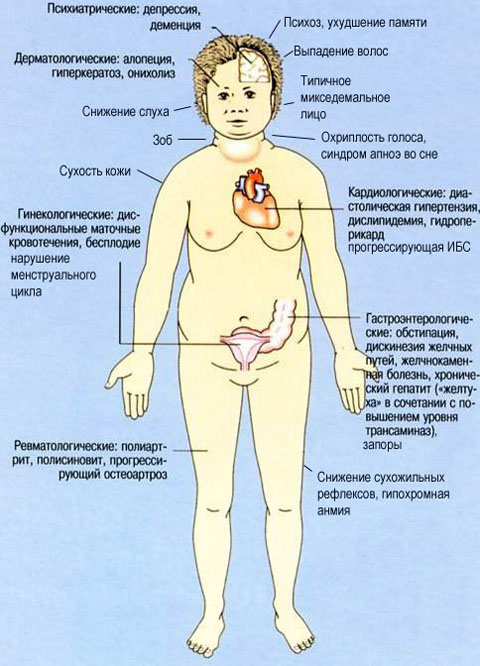 Психиатрические: депрессия,
деменция
Психоз, ухудшение памяти
Выпадение волос
Дерматологические: алопеция,
гиперкератоз, онихолиз
Типичное
микседемальное
лицо
Снижение слуха
Зоб
Охриплость голоса,
синдром апноэ во сне
Сухость кожи
Кардиологические: диа-
столическая гипертензия,
дислипидемия, гидропе-
рикард
прогрессирующая ИБС
Гинекологические: дис-
функциональные маточные
кровотечения, бесплодие
нарушение
менструального
цикла
Гастроэнтерологиче-
ские: обстипация,
дискинезия желчных
путей, желчнокамен-
ная болезнь, хрониче-
ский гепатит («желту-
ха» в сочетании с по-
вышением уровня
трансаминаз),
запоры
Ревматологические: полиарт-
рит, полисиновит, прогресси-
рующий остеоартроз
Снижение сухожильных
рефлексов, гипохромная
анмия